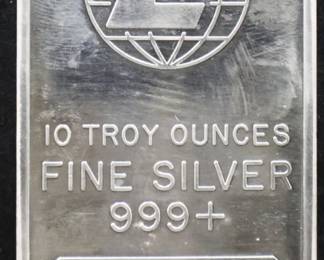 10 TROY OUNCES
FINE SILVER
999+